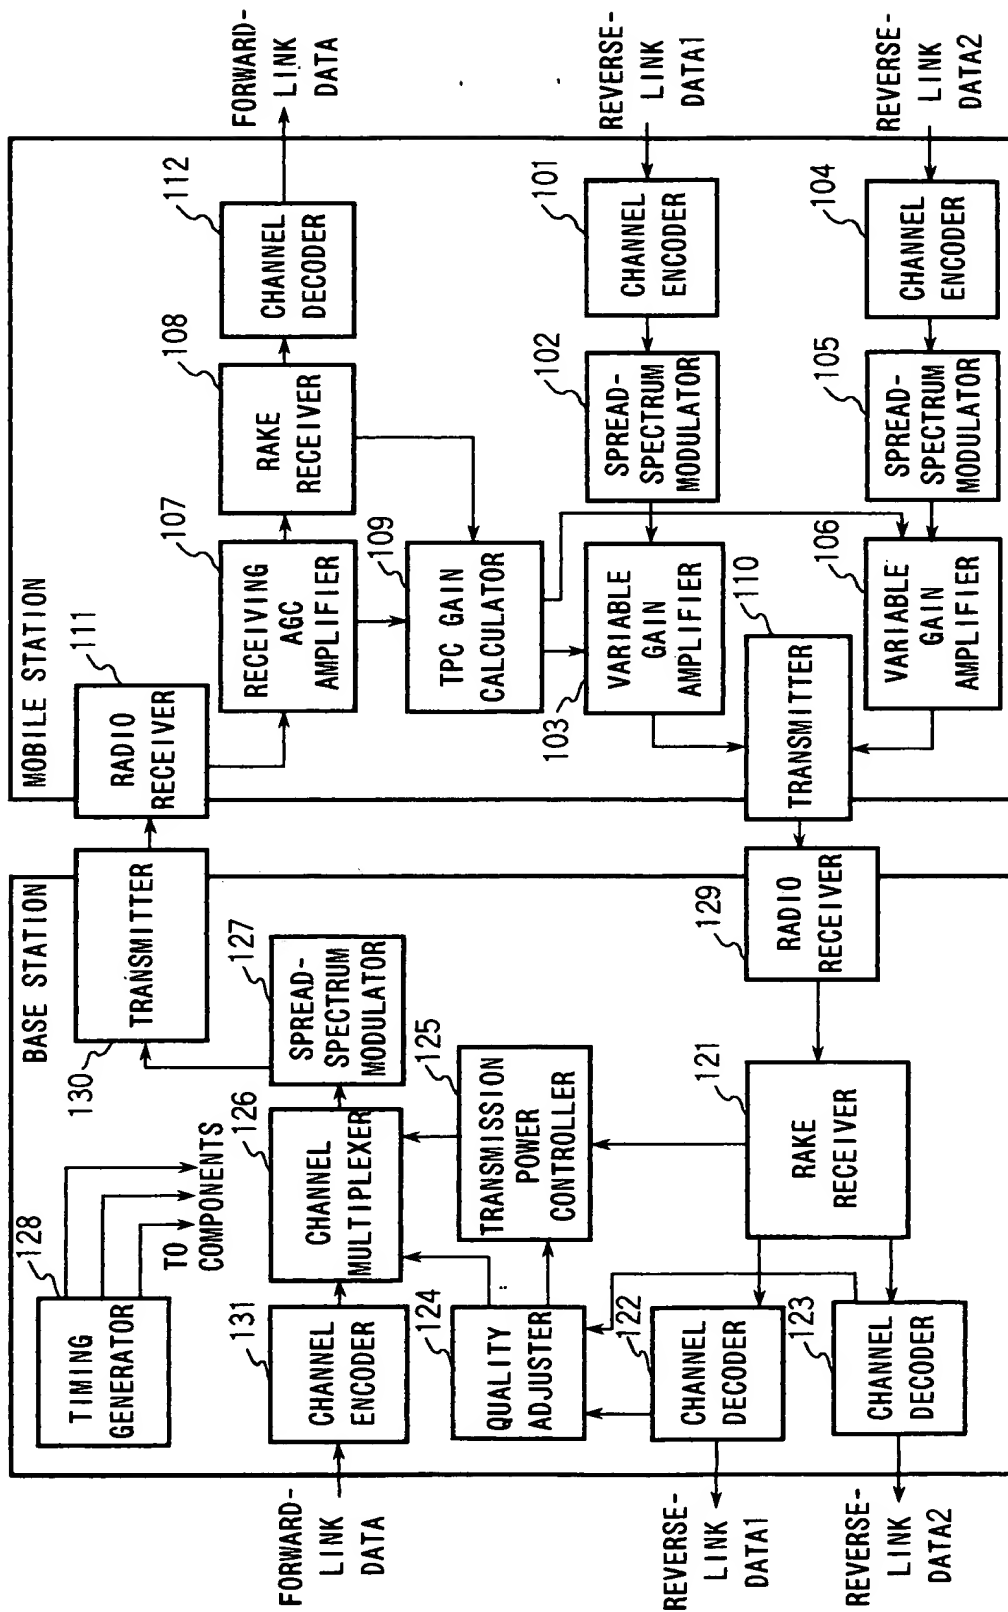 BASE STATION
128
TIMING
GENERATOR
TO
COMPONENTS
130
TRANSMITTER
FORWARD-
LINK
DATA
131
CHANNEL
ENCODER
126
CHANNEL
MULTIPLEXER
127
SPREAD-
SPECTRUM
MODULATOR
124
QUALITY
ADJUSTER
125
TRANSMISSION
POWER
CONTROLLER
REVERSE-
LINK
DATA1
122
CHANNEL
DECODER
121
RAKE
RECEIVER
129
RADIO
RECEIVER
REVERSE-
LINK
DATA2
123
CHANNEL
DECODER
MOBILE STATION
111
RADIO
RECEIVER
107
RECEIVING
AGC
AMPLIFIER
108
RAKE
RECEIVER
112
CHANNEL
DECODER
FORWARD-
LINK
DATA
109
TPC GAIN
CALCULATOR
103
VARIABLE
GAIN
AMPLIFIER
102
SPREAD-
SPECTRUM
MODULATOR
101
CHANNEL
ENCODER
REVERSE-
LINK
DATA1
110
TRANSMITTER
106
VARIABLE
GAIN
AMPLIFIER
105
SPREAD-
SPECTRUM
MODULATOR
104
CHANNEL
ENCODER
REVERSE-
LINK
DATA2